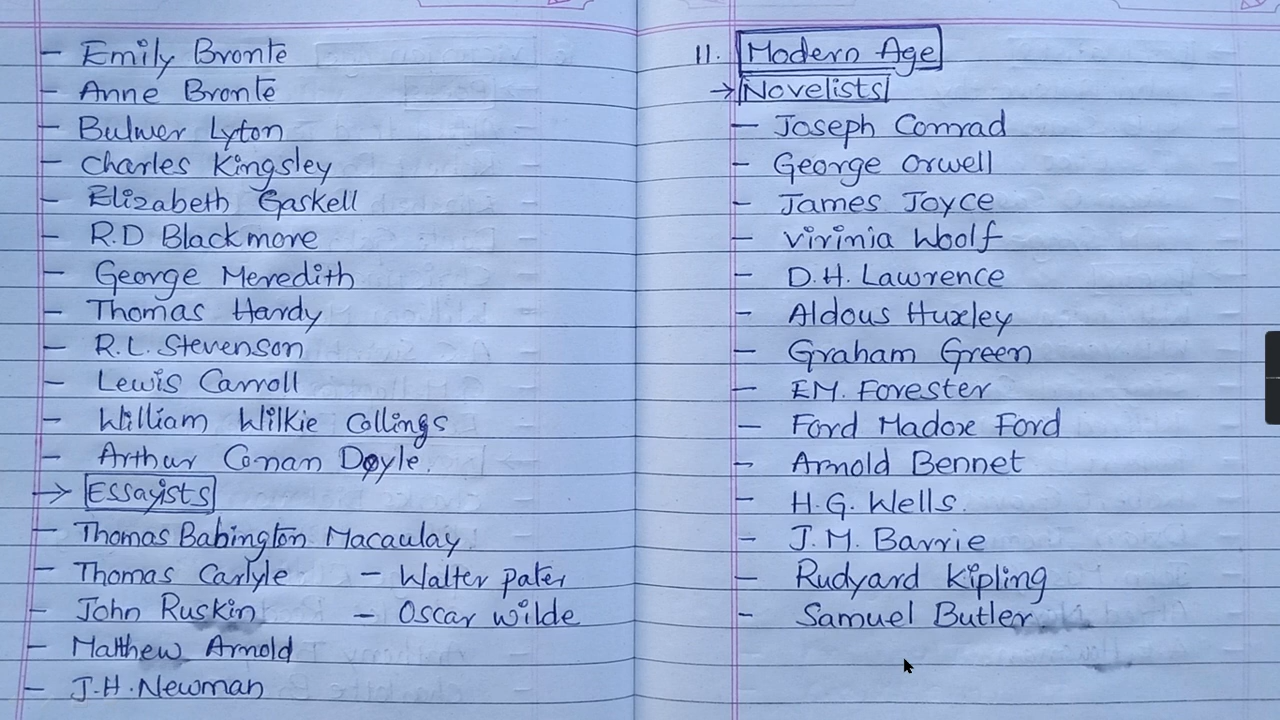 - Emily Bronte
- Anne Bronte
- Bulwer Lyton
- Charles Kingsley
- Elizabeth Gaskell
- R.D Blackmore
- George Meredith
- Thomas Hardy
- R.L. Stevenson
- Lewis Carroll
- William Wilkie Collings
- Arthur Conan Doyle.
→ Essayists
- Thomas Babington Macaulay.
- Thomas Carlyle - Walter pater
- John Ruskin - Oscar wilde
- Matthew Arnold
- J.H. Newman
11. Modern Age
→ Novelists
- Joseph Conrad
- George Orwell
- James Joyce
- Virinia Woolf
- D.H. Lawrence
- Aldous Huxley
- Graham Green
- EM. Forester
- Ford Madox Ford
- Arnold Bennet
- H.G. Wells.
- J.M. Barrie
- Rudyard Kipling
- Samuel Butler.